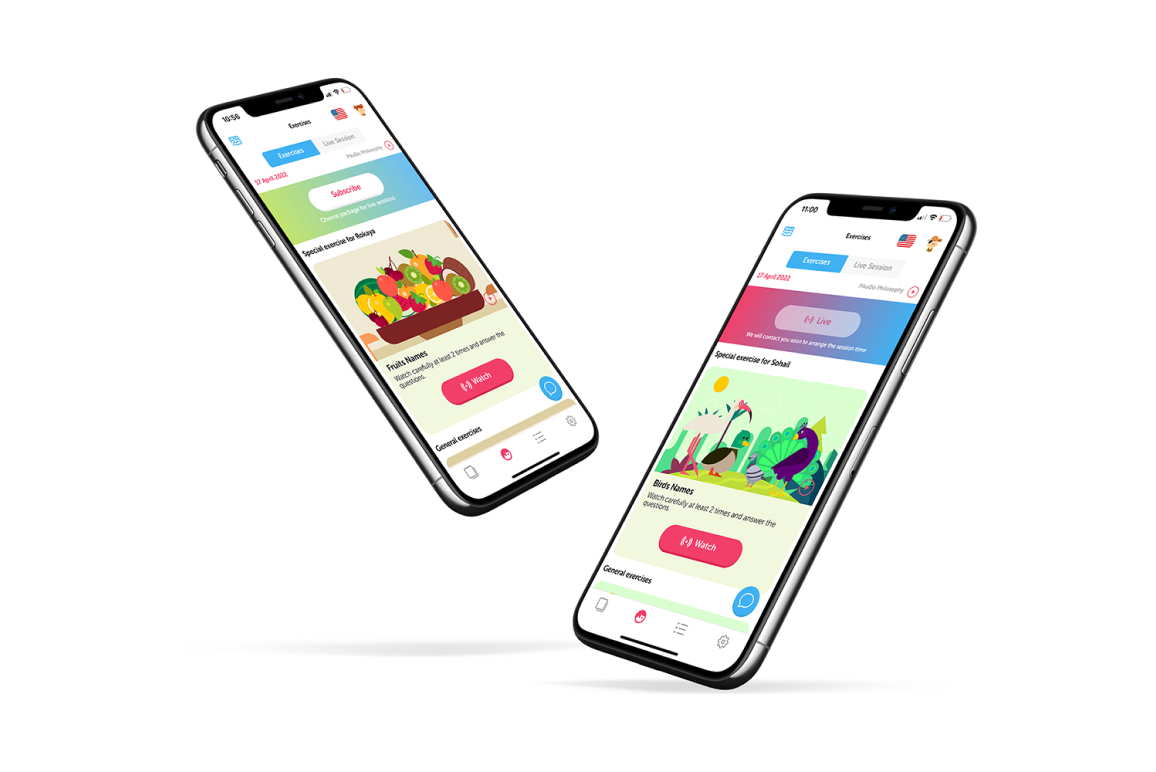 10:56
Exercises
Exercises
Live Session
17 April 2022
PikaDo Philosophy
Subscribe
Choose package for live sessions
Special exercise for Rokaya
Fruits Names
Watch carefully at least 2 times and answer the
questions.
Watch
General exercises
11:00
Exercises
Exercises
Live Session
17 April 2022
PikaDo Philosophy
Live
We will contact you soon to arrange the session time
Special exercise for Sohail
Birds Names
Watch carefully at least 2 times and answer the
questions.
Watch
General exercises